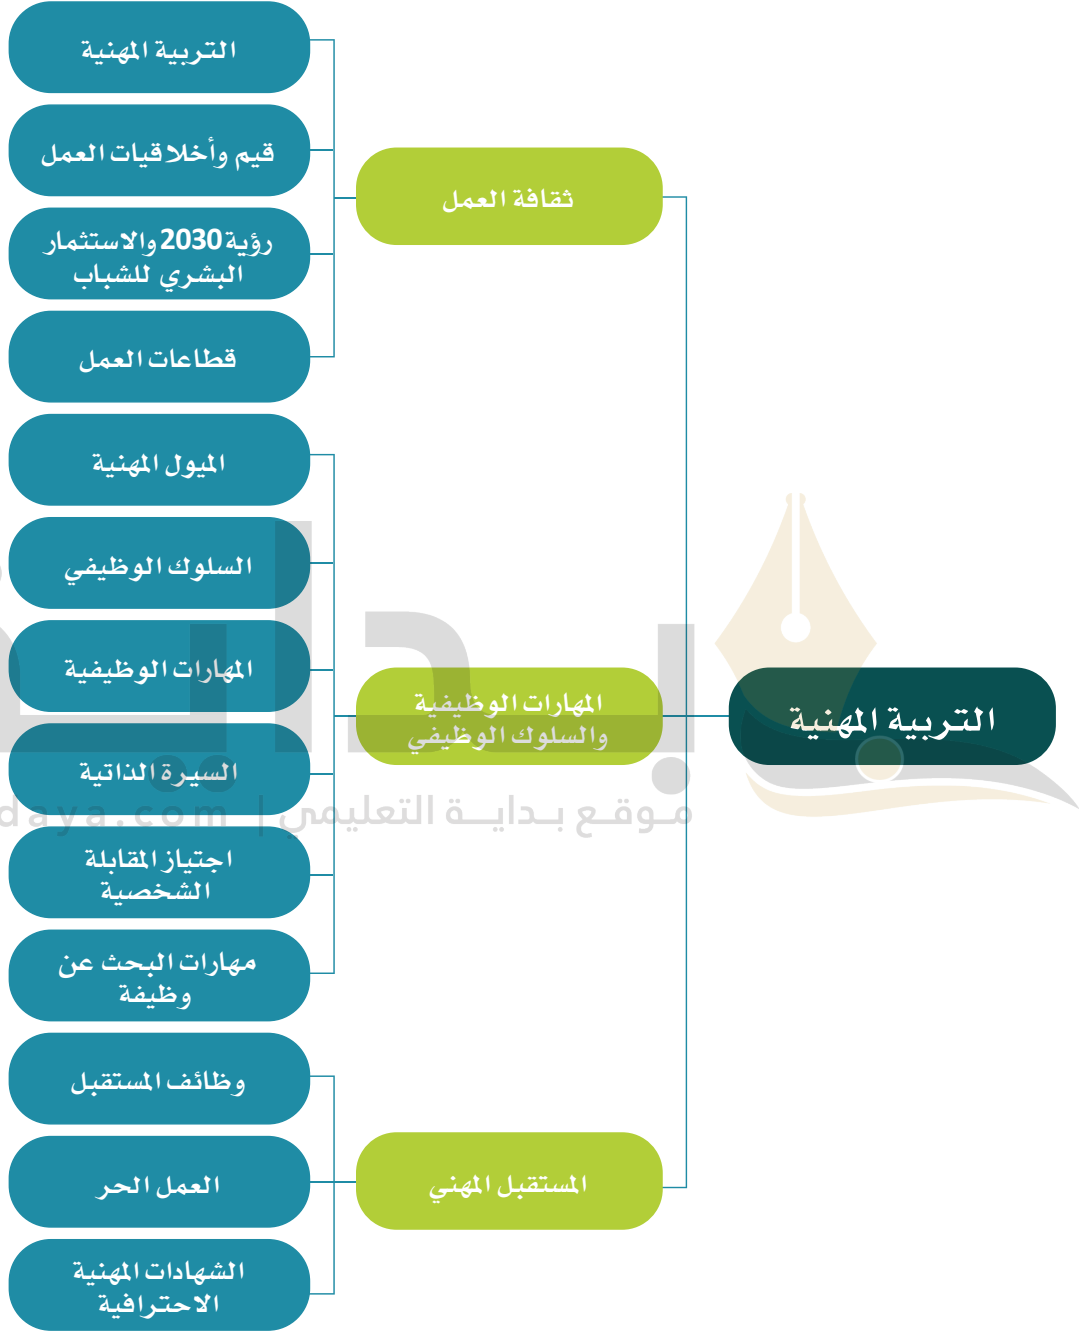 التربية المهنية
ثقافة العمل
التربية المهنية
قيم وأخلاقيات العمل
رؤية 2030 والاستثمار
البشري للشباب
قطاعات العمل
المهارات الوظيفية
والسلوك الوظيفي
الميول المهنية
السلوك الوظيفي
المهارات الوظيفية
السيرة الذاتية
اجتياز المقابلة
الشخصية
مهارات البحث عن
وظيفة
المستقبل المهني
وظائف المستقبل
العمل الحر
الشهادات المهنية
الاحترافية
موقع بداية التعليمي | daya.com